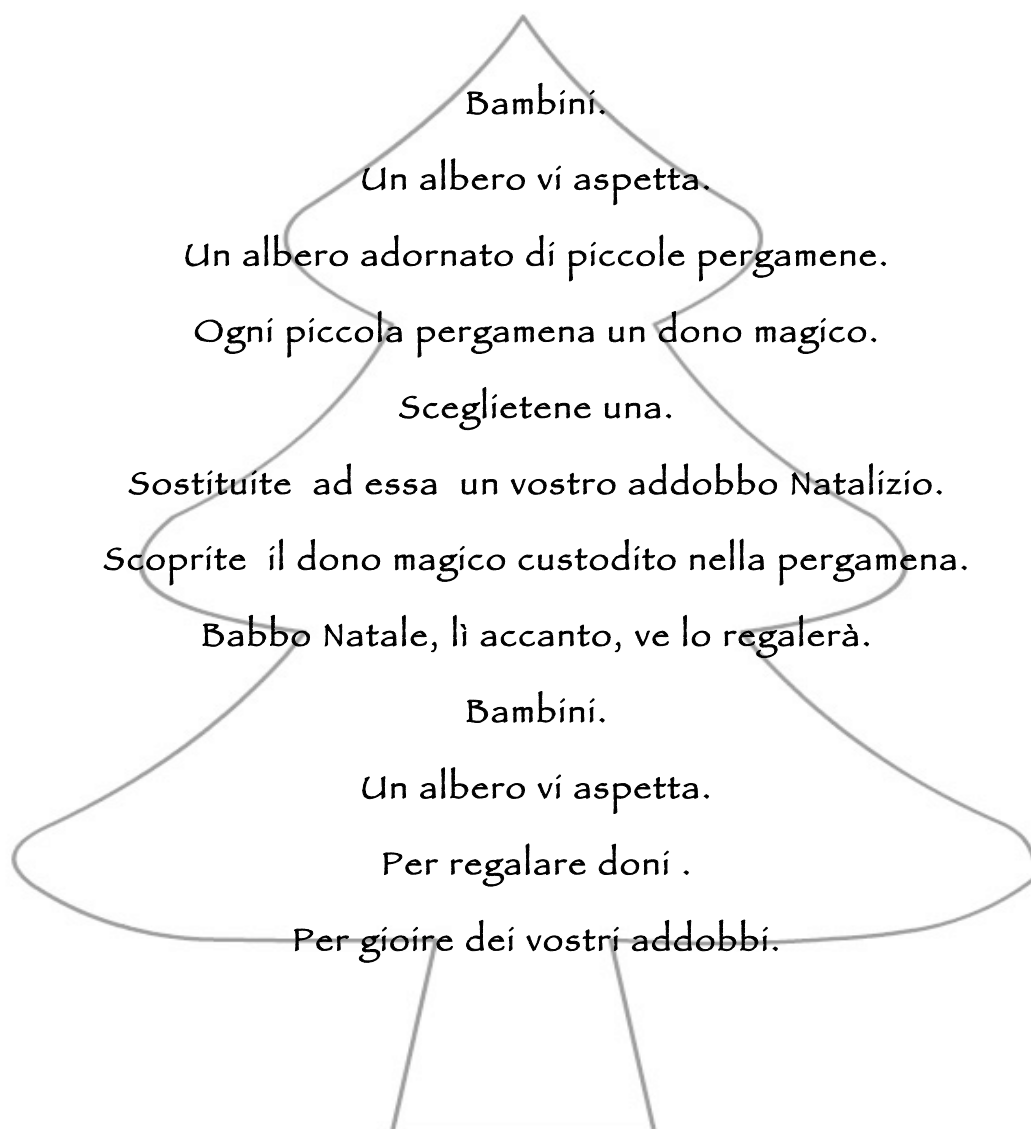 Bambini.
Un albero vi aspetta.
Un albero adornato di piccole pergamene.
Ogni piccola pergamena un dono magico.
Sceglietene una.
Sostituite  ad essa  un vostro addobbo Natalizio.
Scoprite  il dono magico custodito nella pergamena.
Babbo Natale, lì accanto, ve lo regalerà.
Bambini.
Un albero vi aspetta.
Per regalare doni .
Per gioire dei vostri addobbi.